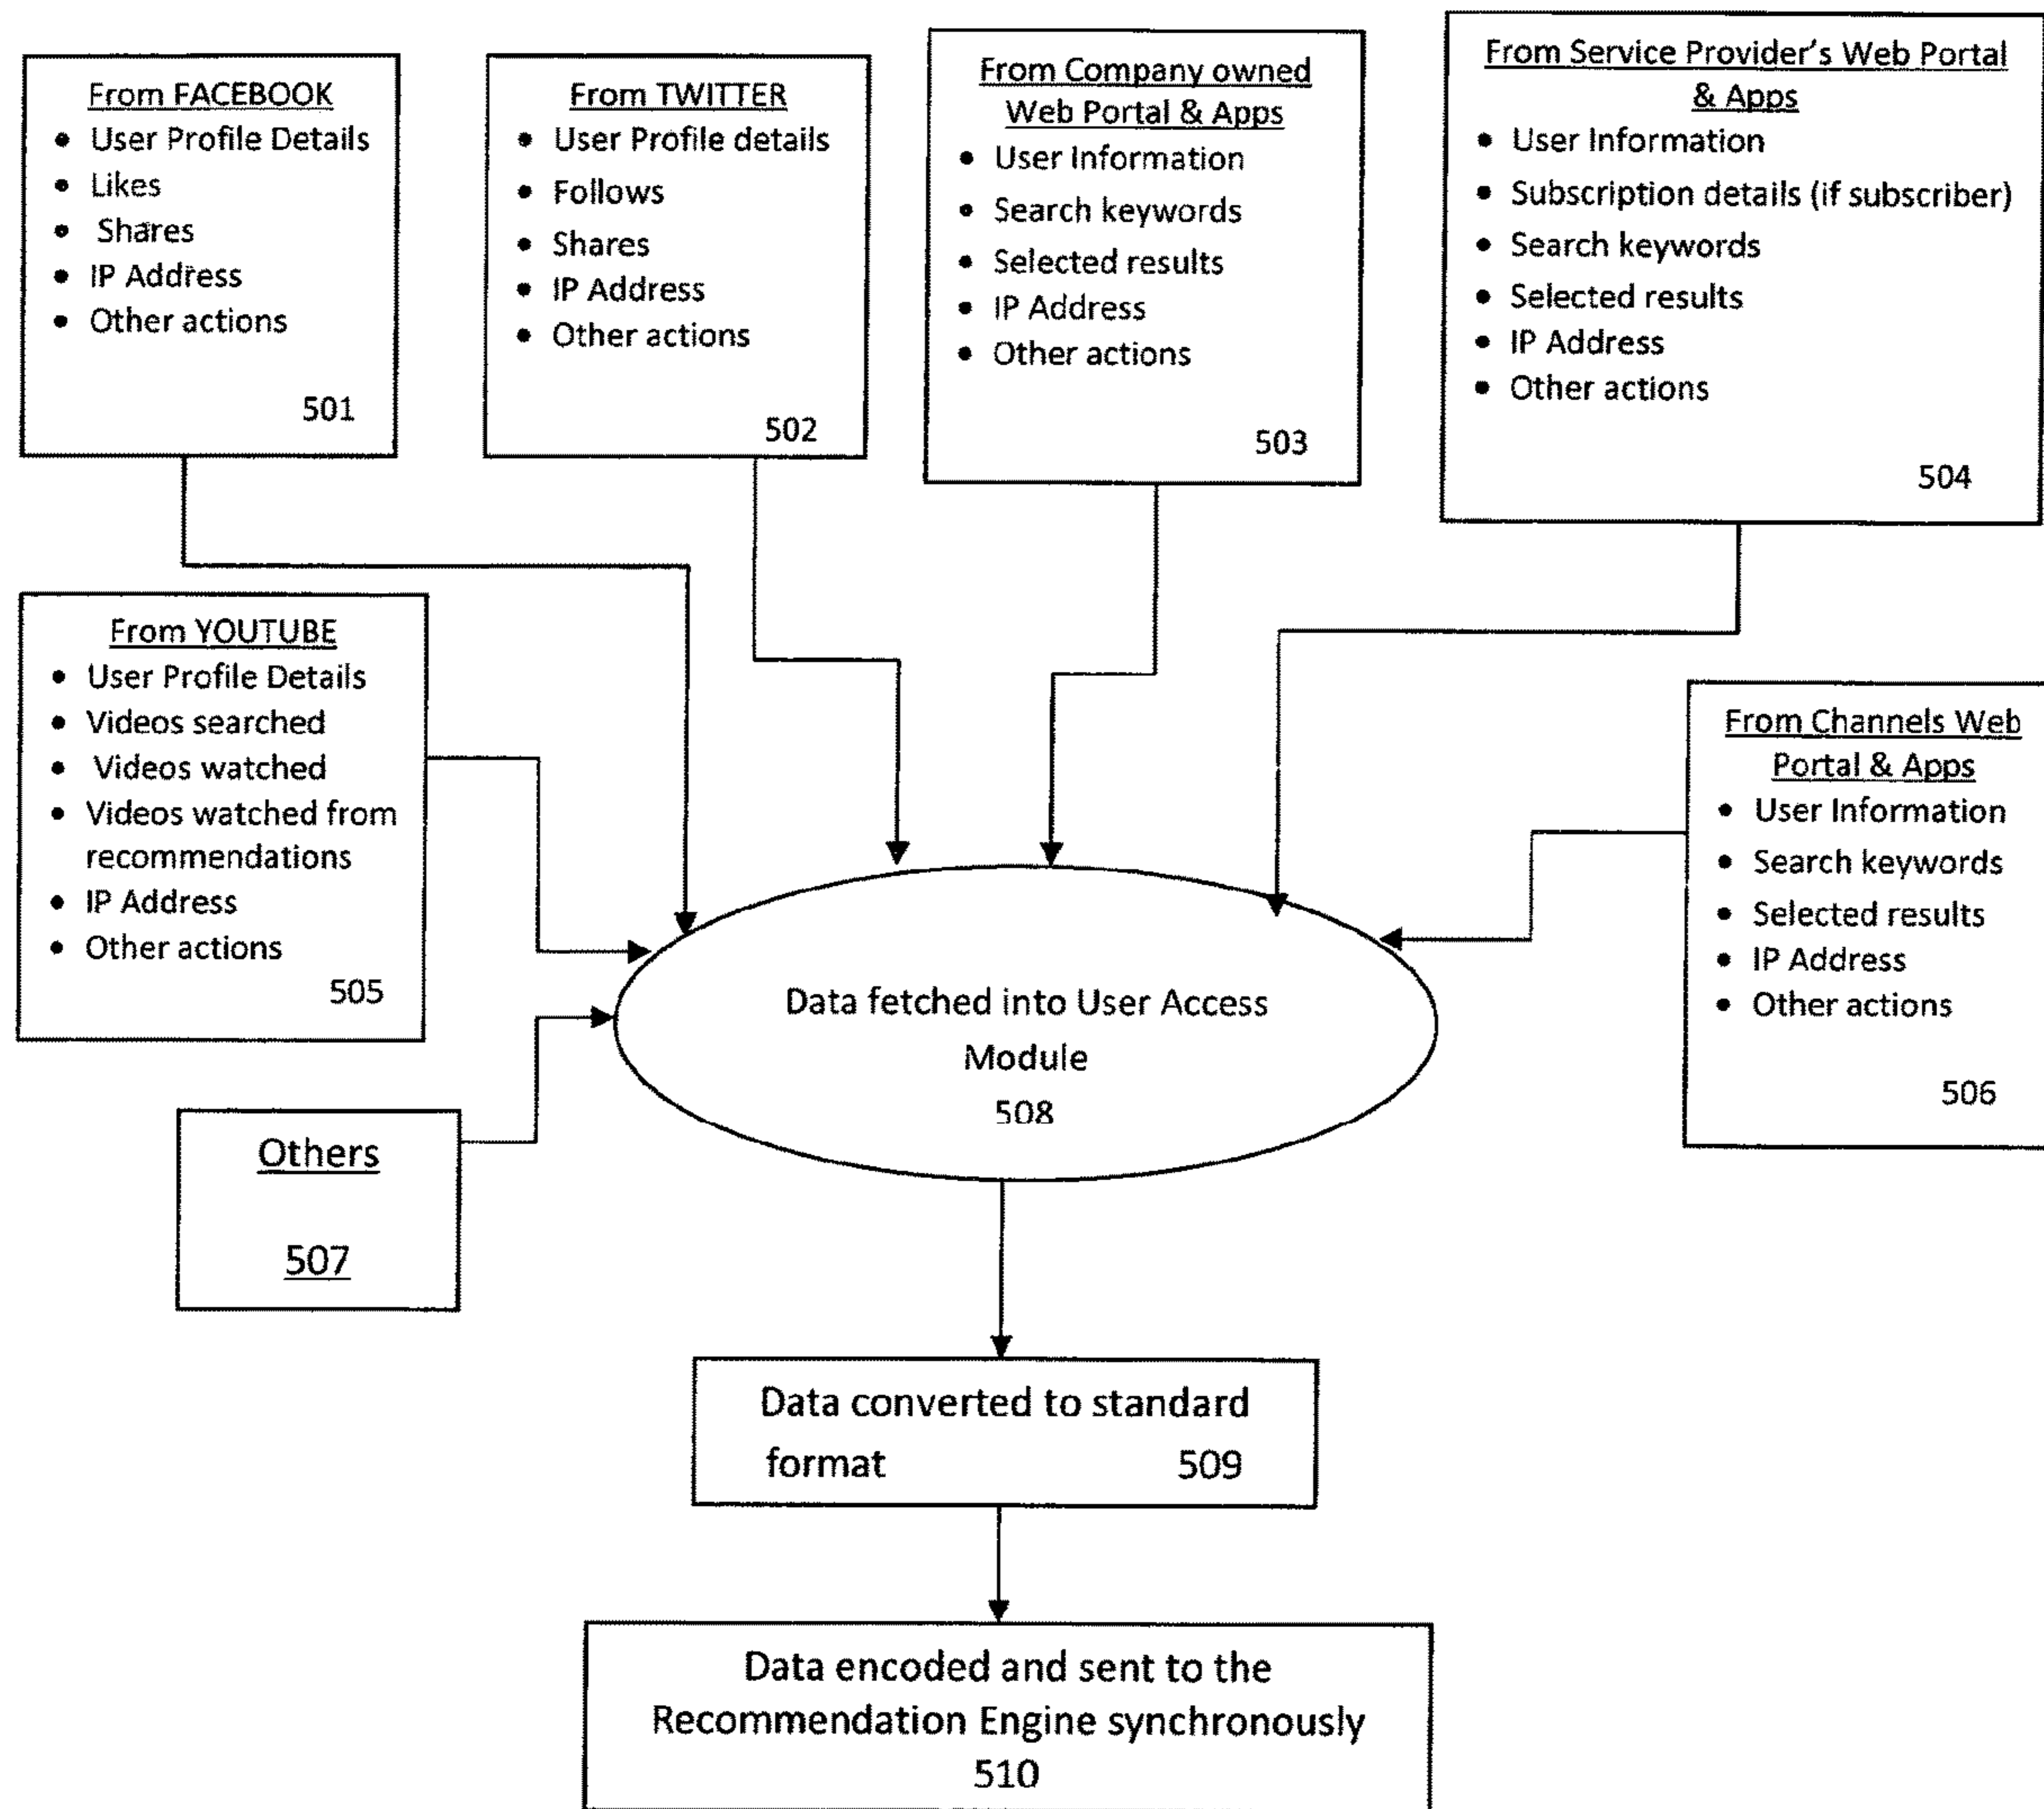 From FACEBOOK
• User Profile Details
• Likes
• Shares
• IP Address
• Other actions
501
From TWITTER
• User Profile details
• Follows
• Shares
• IP Address
• Other actions
502
From Company owned
Web Portal & Apps
• User Information
• Search keywords
• Selected results
• IP Address
• Other actions
503
From Service Provider's Web Portal
& Apps
• User Information
• Subscription details (if subscriber)
• Search keywords
• Selected results
• IP Address
• Other actions
504
From YOUTUBE
• User Profile Details
• Videos searched
• Videos watched
• Videos watched from
recommendations
• IP Address
• Other actions
505
From Channels Web
Portal & Apps
• User Information
• Search keywords
• Selected results
• IP Address
• Other actions
506
Others
507
Data fetched into User Access
Module
508
Data converted to standard
format 509
Data encoded and sent to the
Recommendation Engine synchronously
510